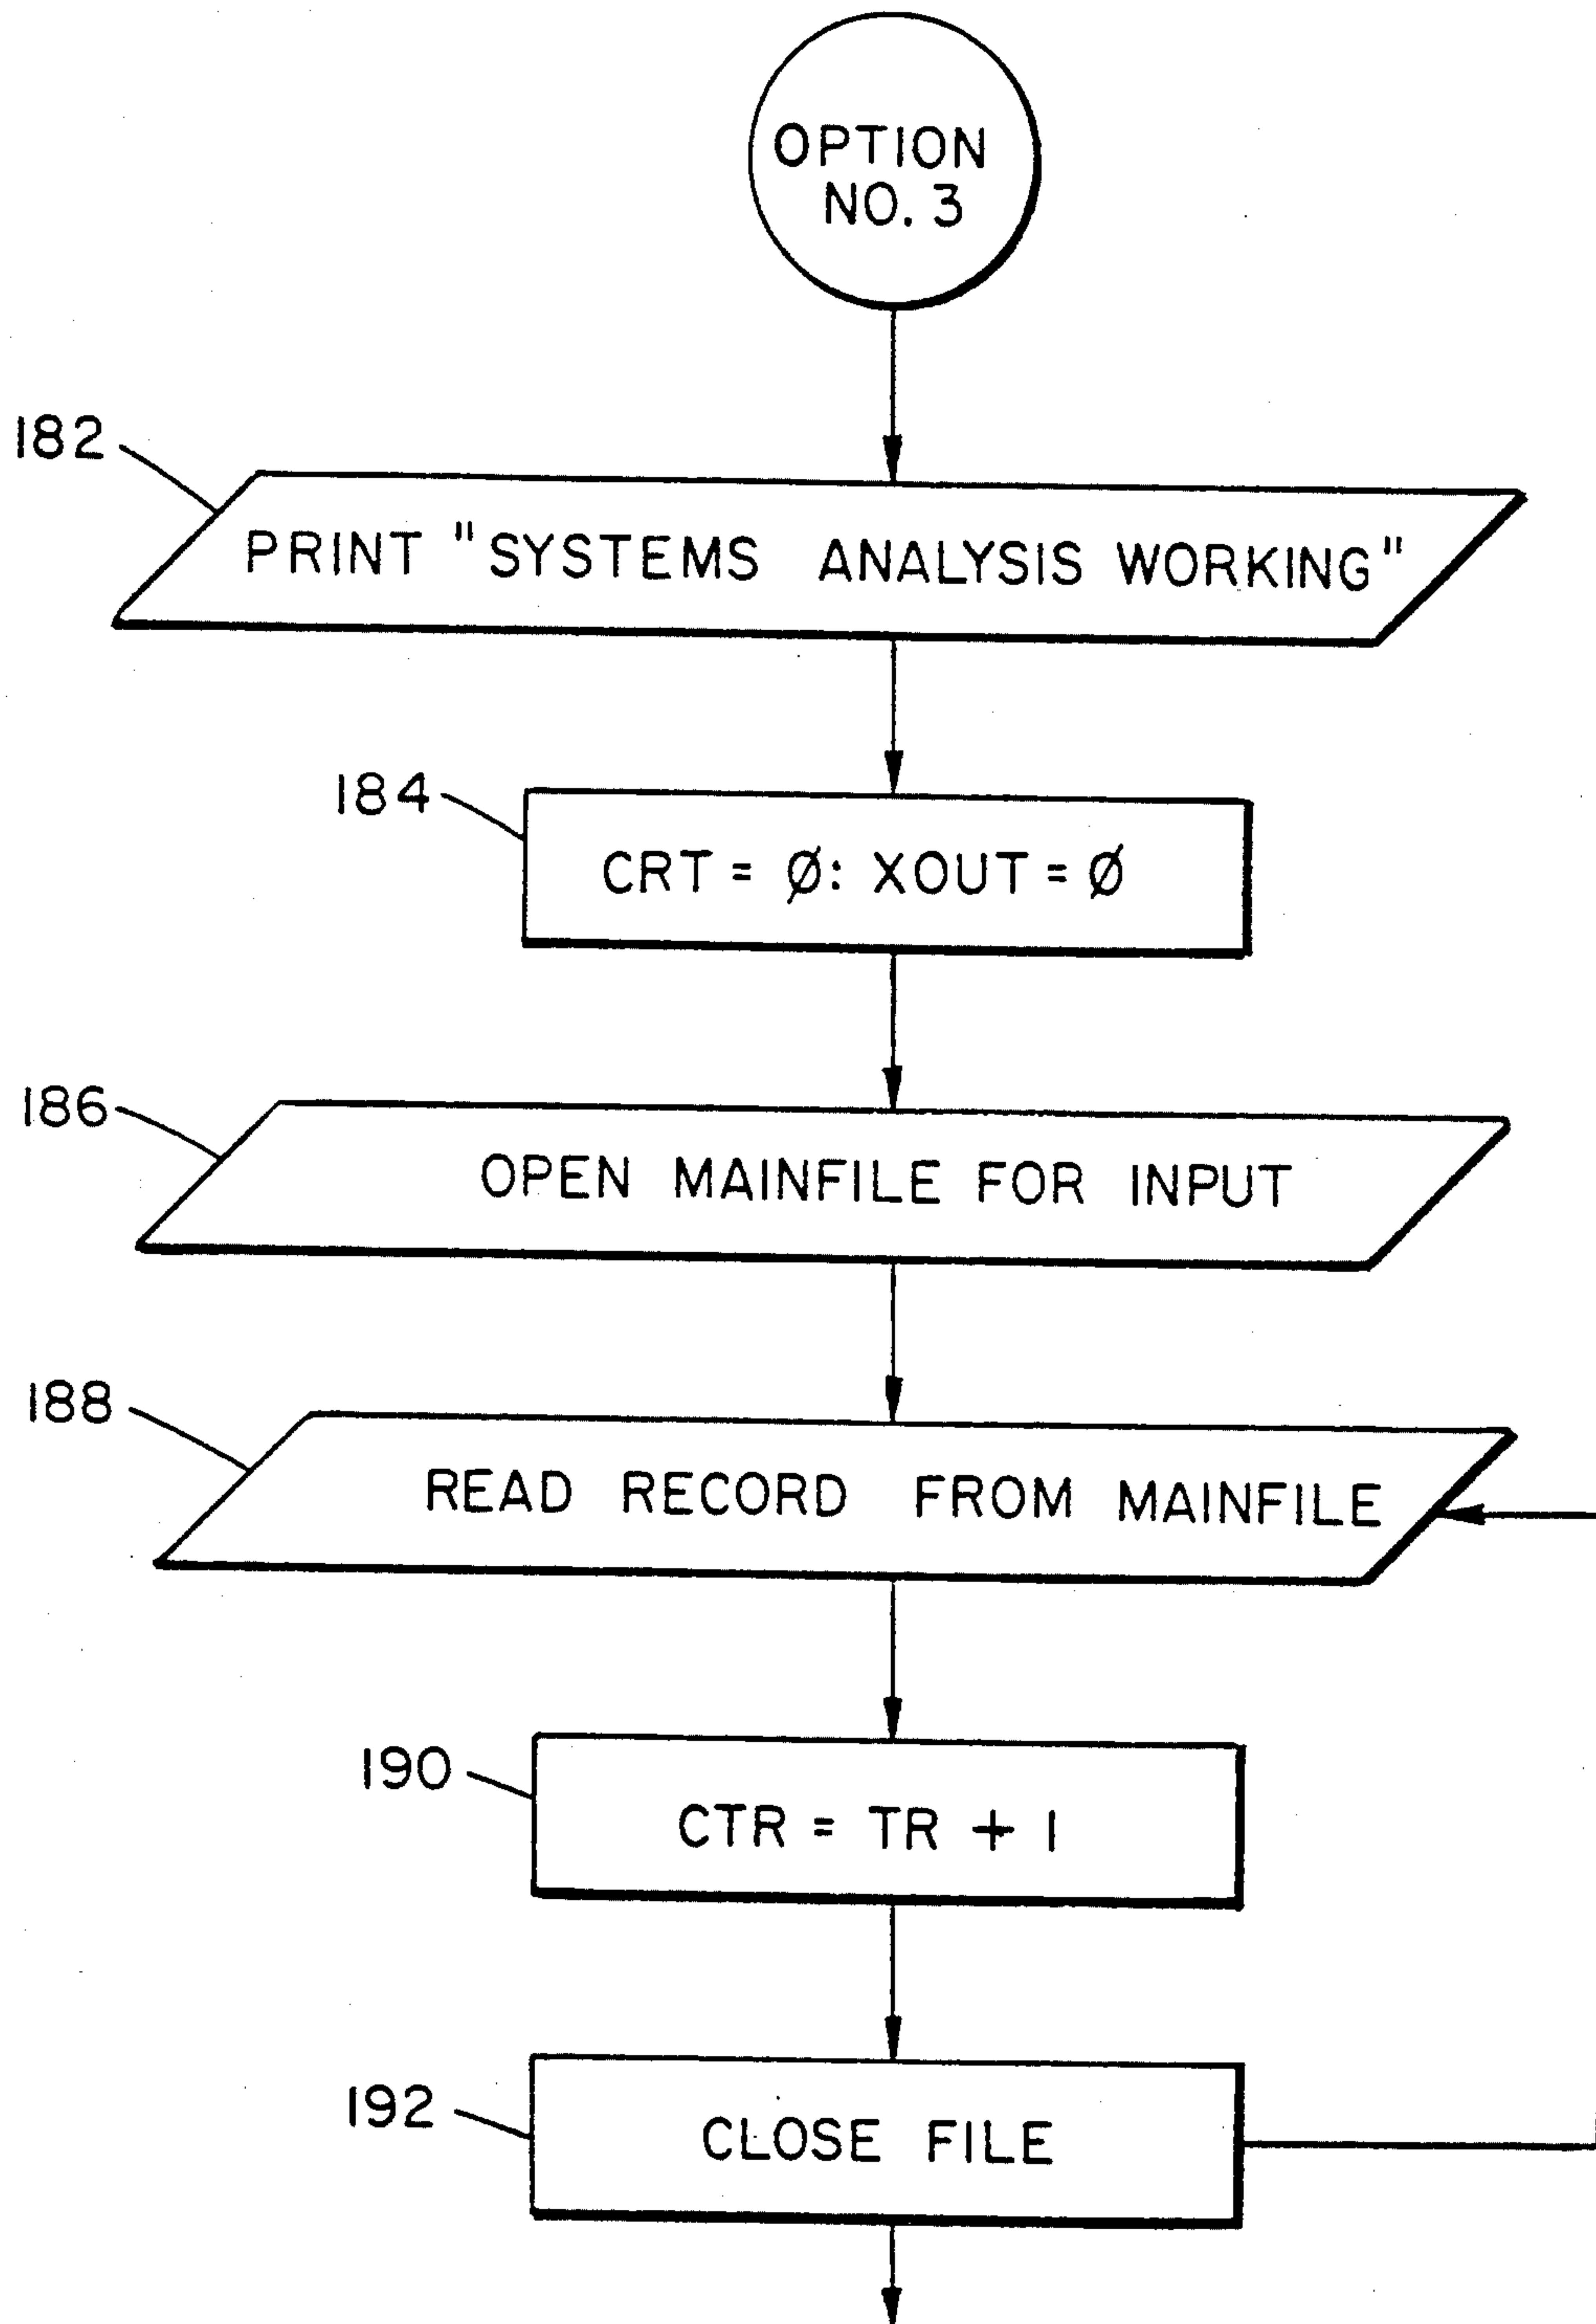 OPTION
NO. 3
182
PRINT "SYSTEMS ANALYSIS WORKING"
184
CRT = Ø: XOUT = Ø
186
OPEN MAINFILE FOR INPUT
188
READ RECORD FROM MAINFILE
190
CTR = TR + 1
192
CLOSE FILE